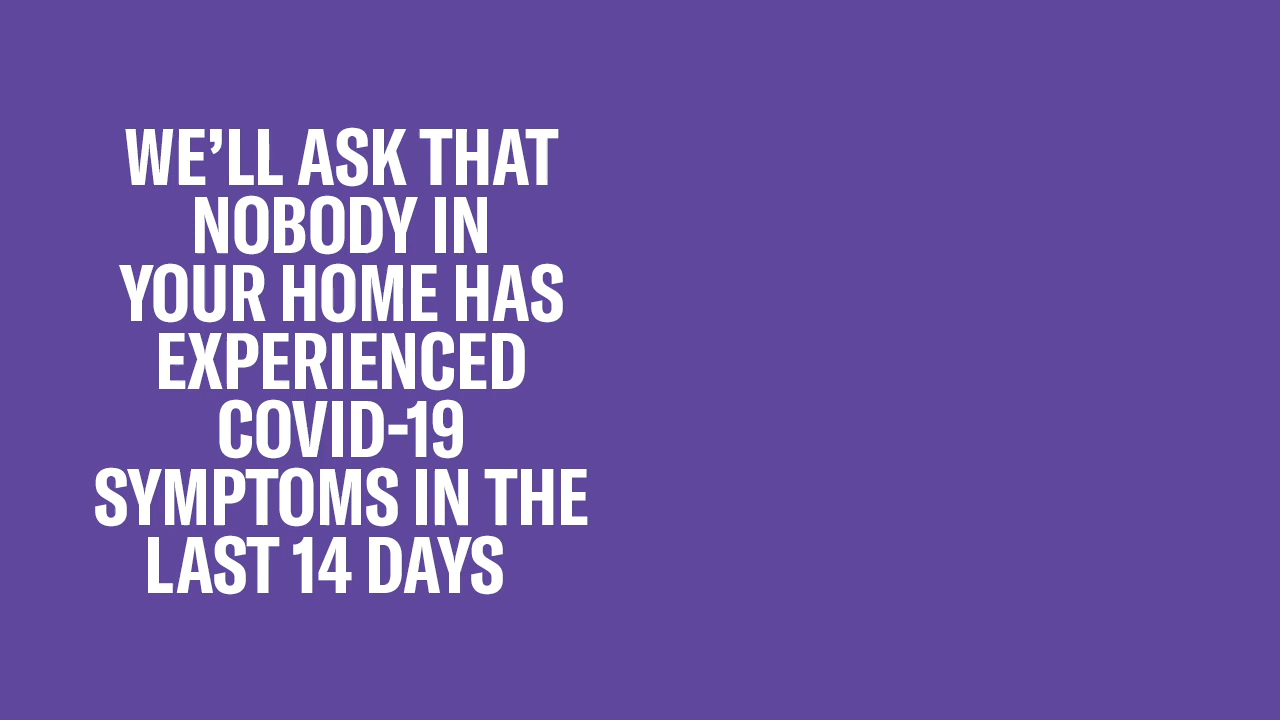 WE’LL ASK THAT
NOBODY IN
YOUR HOME HAS
EXPERIENCED
COVID-19
SYMPTOMS IN THE
LAST 14 DAYS